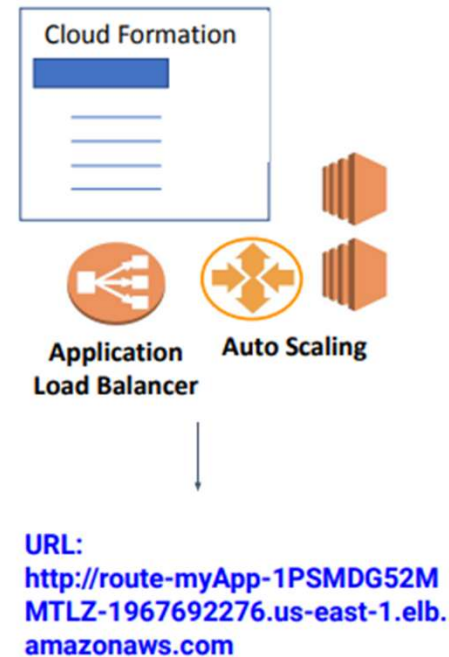 Cloud Formation
Application
Load Balancer
Auto Scaling
URL:
http://route-myApp-1PSMDG52M
MTLZ-1967692276.us-east-1.elb.
amazonaws.com